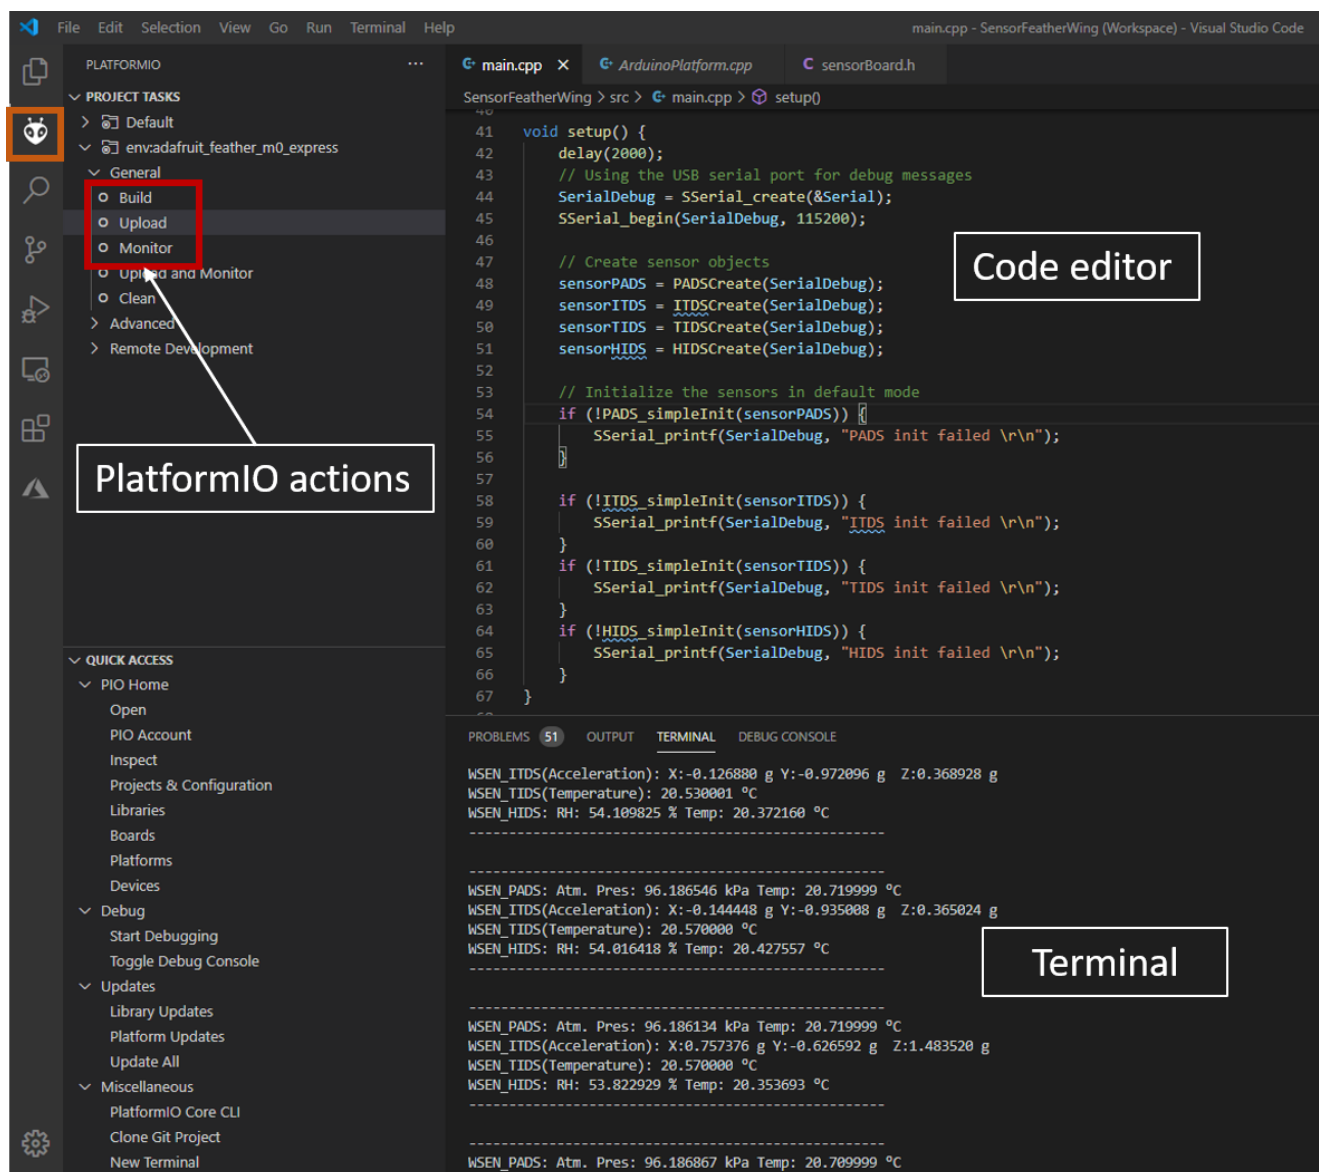 File Edit Selection View Go Run Terminal Help
main.cpp - SensorFeatherWing (Workspace) - Visual Studio Code
PLATFORMIO ...
PROJECT TASKS
Default
env:adafruit_feather_m0_express
General
Build
Upload
Monitor
Upload and Monitor
Clean
Advanced
Remote Development
PlatformIO actions
QUICK ACCESS
PIO Home
Open
PIO Account
Inspect
Projects & Configuration
Libraries
Boards
Platforms
Devices
Debug
Start Debugging
Toggle Debug Console
Updates
Library Updates
Platform Updates
Update All
Miscellaneous
PlatformIO Core CLI
Clone Git Project
New Terminal
main.cpp × ArduinoPlatform.cpp C sensorBoard.h
SensorFeatherWing > src > main.cpp > setup()
40
41 void setup() {
42 delay(2000);
43 // Using the USB serial port for debug messages
44 SerialDebug = SSerial_create(&Serial);
45 SSerial_begin(SerialDebug, 115200);
46
47 // Create sensor objects
48 sensorPADS = PADSCreate(SerialDebug);
49 sensorITDS = ITDSCreate(SerialDebug);
50 sensorTIDS = TIDSCreate(SerialDebug);
51 sensorHIDS = HIDSCreate(SerialDebug);
52
53 // Initialize the sensors in default mode
54 if (!PADS_simpleInit(sensorPADS)) {
55 SSerial_printf(SerialDebug, "PADS init failed \r\n");
56 }
57
58 if (!ITDS_simpleInit(sensorITDS)) {
59 SSerial_printf(SerialDebug, "ITDS init failed \r\n");
60 }
61 if (!TIDS_simpleInit(sensorTIDS)) {
62 SSerial_printf(SerialDebug, "TIDS init failed \r\n");
63 }
64 if (!HIDS_simpleInit(sensorHIDS)) {
65 SSerial_printf(SerialDebug, "HIDS init failed \r\n");
66 }
67 }
68
Code editor
PROBLEMS 51 OUTPUT TERMINAL DEBUG CONSOLE
WSEN_ITDS(Acceleration): X:-0.126880 g Y:-0.972096 g Z:0.368928 g
WSEN_TIDS(Temperature): 20.530001 ºC
WSEN_HIDS: RH: 54.109825 % Temp: 20.372160 ºC
----------------------------------------------------
----------------------------------------------------
WSEN_PADS: Atm. Pres: 96.186546 kPa Temp: 20.719999 ºC
WSEN_ITDS(Acceleration): X:-0.144448 g Y:-0.935008 g Z:0.365024 g
WSEN_TIDS(Temperature): 20.570000 ºC
WSEN_HIDS: RH: 54.016418 % Temp: 20.427557 ºC
----------------------------------------------------
----------------------------------------------------
WSEN_PADS: Atm. Pres: 96.186134 kPa Temp: 20.719999 ºC
WSEN_ITDS(Acceleration): X:0.757376 g Y:-0.626592 g Z:1.483520 g
WSEN_TIDS(Temperature): 20.570000 ºC
WSEN_HIDS: RH: 53.822929 % Temp: 20.353693 ºC
----------------------------------------------------
----------------------------------------------------
WSEN_PADS: Atm. Pres: 96.186867 kPa Temp: 20.709999 ºC
Terminal